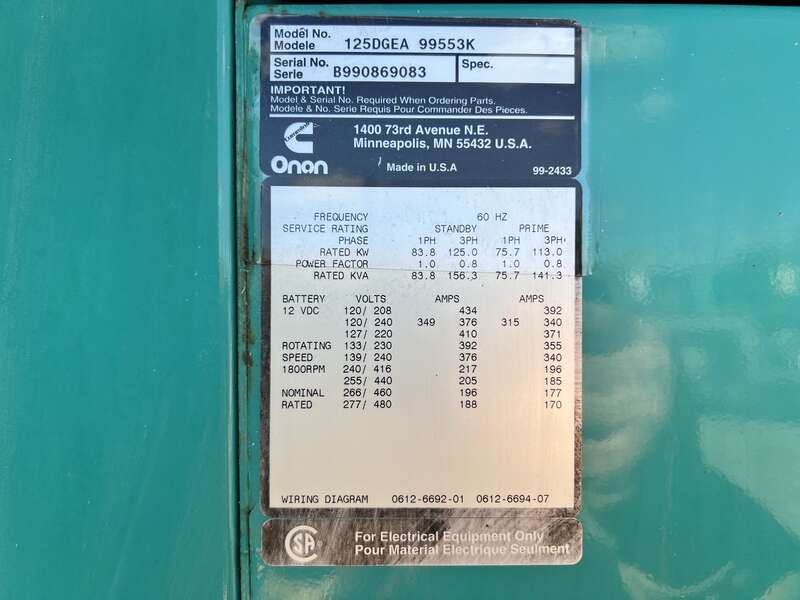 Model No.
Modele 125DGEA 99553K
Serial No. Spec.
Serie B990869083
IMPORTANT!
Model & Serial No. Required When Ordering Parts.
Modele & No. Serie Requis Pour Commander Des Pieces.
1400 73rd Avenue N.E.
Minneapolis, MN 55432 U.S.A.
Onan Made in U.S.A 99-2433
FREQUENCY 60 HZ
SERVICE RATING STANDBY PRIME
PHASE 1PH 3PH 1PH 3PH
RATED KW 83.8 125.0 75.7 113.0
POWER FACTOR 1.0 0.8 1.0 0.8
RATED KVA 83.8 156.3 75.7 141.3
BATTERY VOLTS AMPS AMPS
12 VDC 120/ 208 434 392
120/ 240 349 376 315 340
127/ 220 410 371
ROTATING 133/ 230 392 355
SPEED 139/ 240 376 340
1800RPM 240/ 416 217 196
255/ 440 205 185
NOMINAL 266/ 460 196 177
RATED 277/ 480 188 170
WIRING DIAGRAM 0612-6692-01 0612-6694-07
CSA For Electrical Equipment Only
Pour Material Electrique Seulment